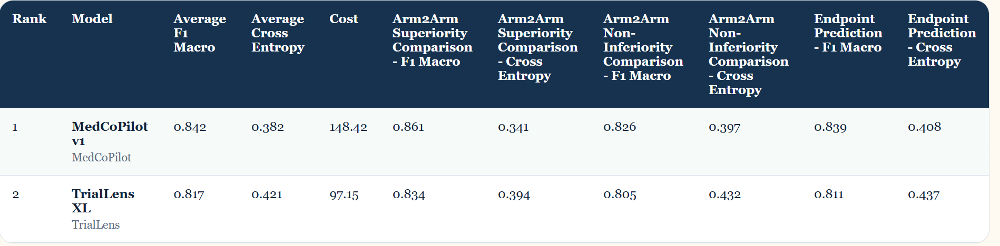 Rank Model Average F1 Macro Average Cross Entropy Cost Arm2Arm Superiority Comparison - F1 Macro Arm2Arm Superiority Comparison - Cross Entropy Arm2Arm Non-Inferiority Comparison - F1 Macro Arm2Arm Non-Inferiority Comparison - Cross Entropy Endpoint Prediction - F1 Macro Endpoint Prediction - Cross Entropy
1 MedCoPilot v1 0.842 0.382 148.42 0.861 0.341 0.826 0.397 0.839 0.408
MedCoPilot
2 TrialLens XL 0.817 0.421 97.15 0.834 0.394 0.805 0.432 0.811 0.437
TrialLens